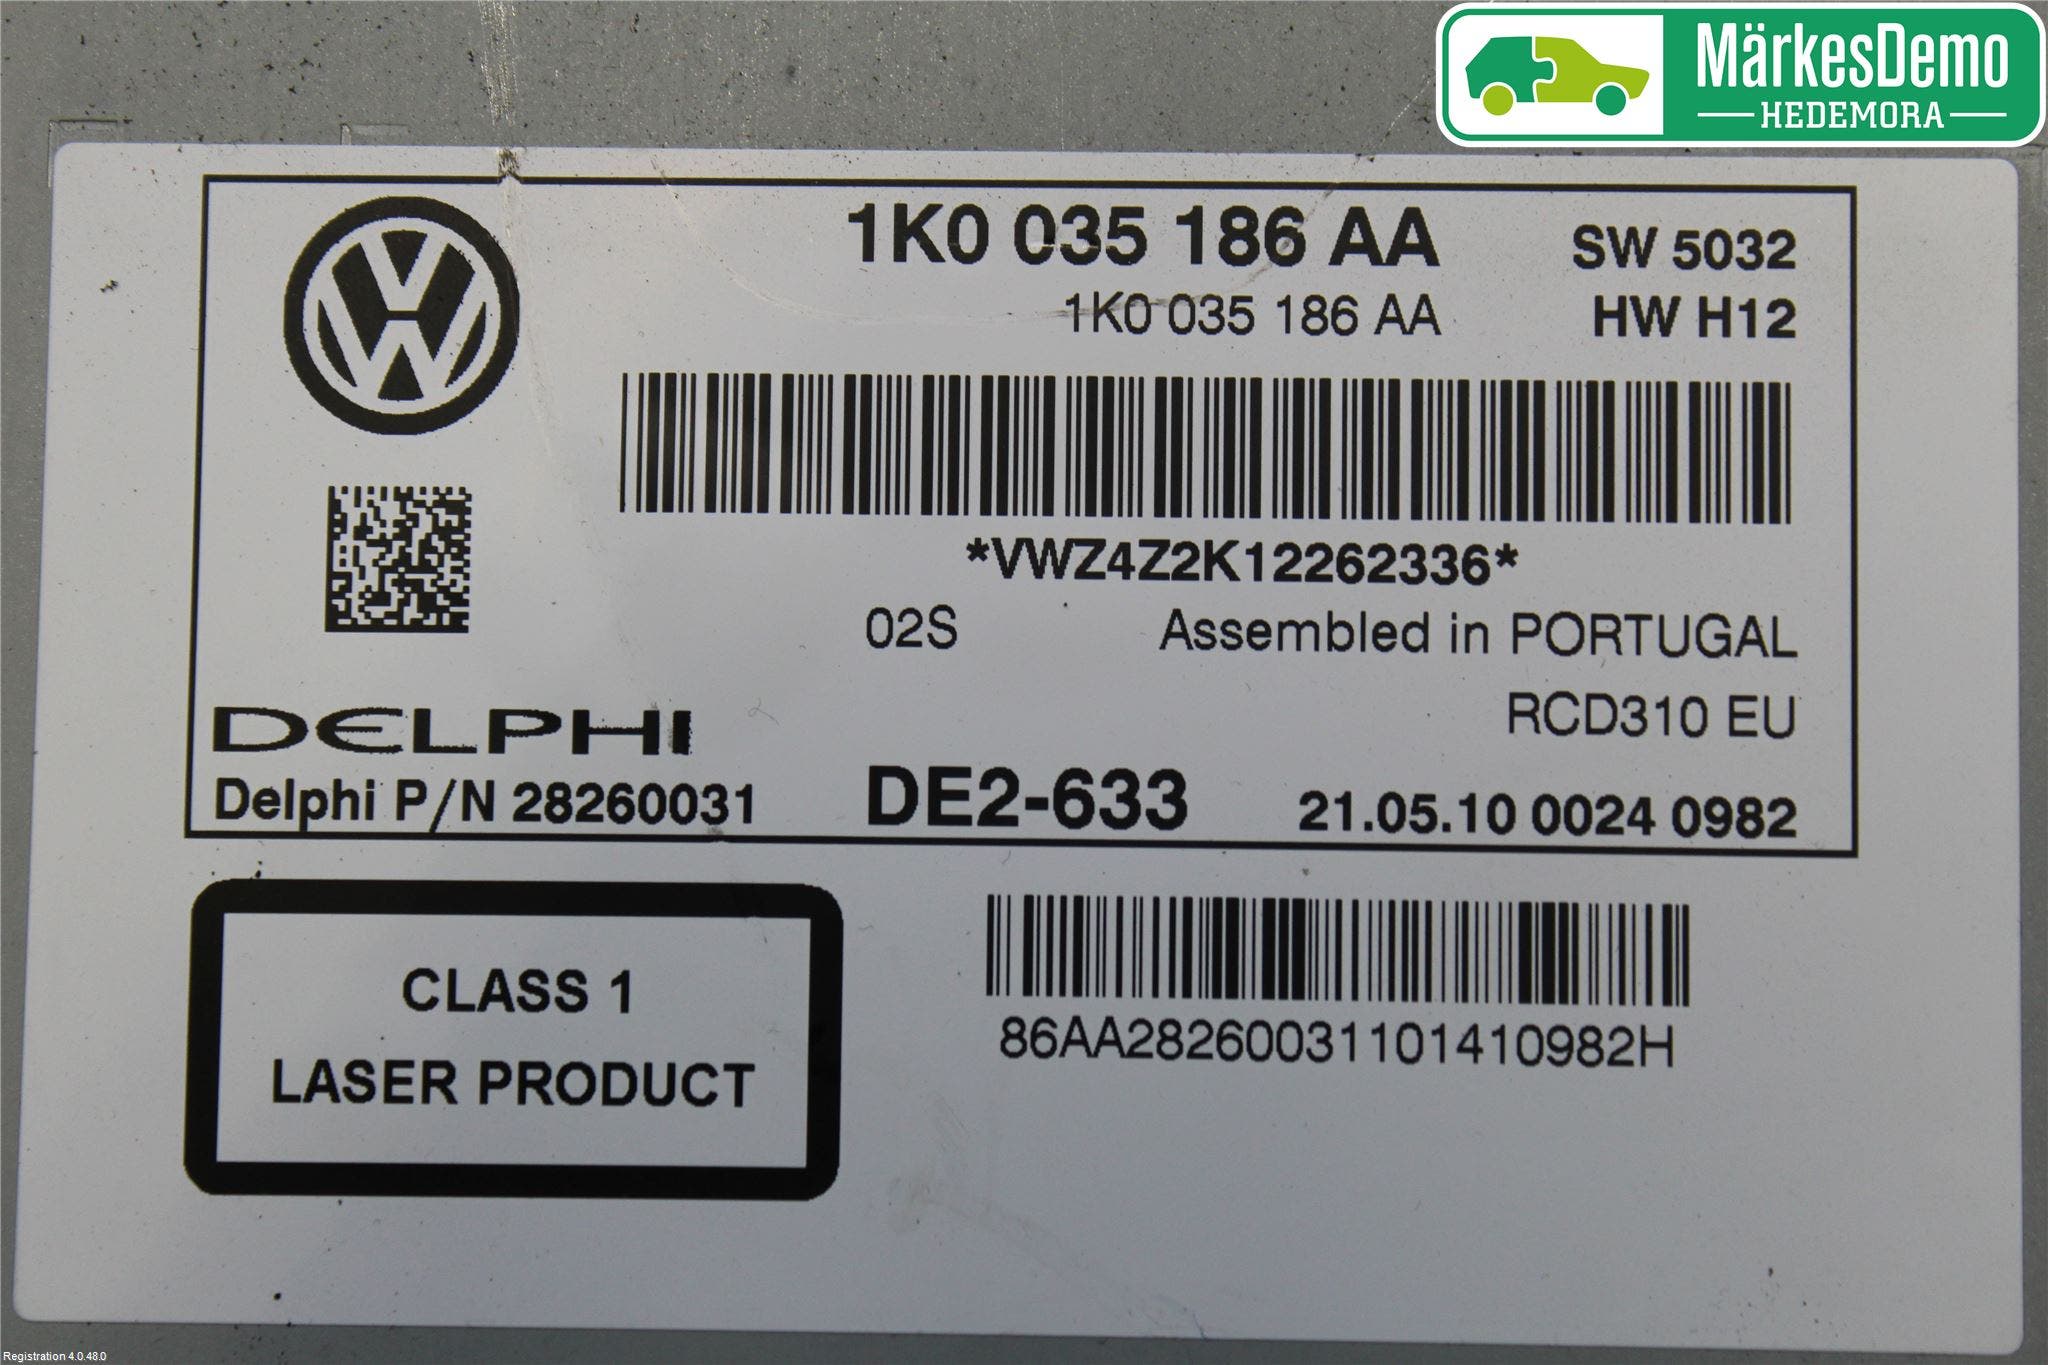 MärkesDemo
HEDEMORA
1K0 035 186 AA SW 5032
1K0 035 186 AA HW H12
*VWZ4Z2K12262336*
02S Assembled in PORTUGAL
RCD310 EU
DELPHI
Delphi P/N 28260031 DE2-633 21.05.10 0024 0982
CLASS 1
LASER PRODUCT
86AA28260031101410982H
Registration 4.0.48.0